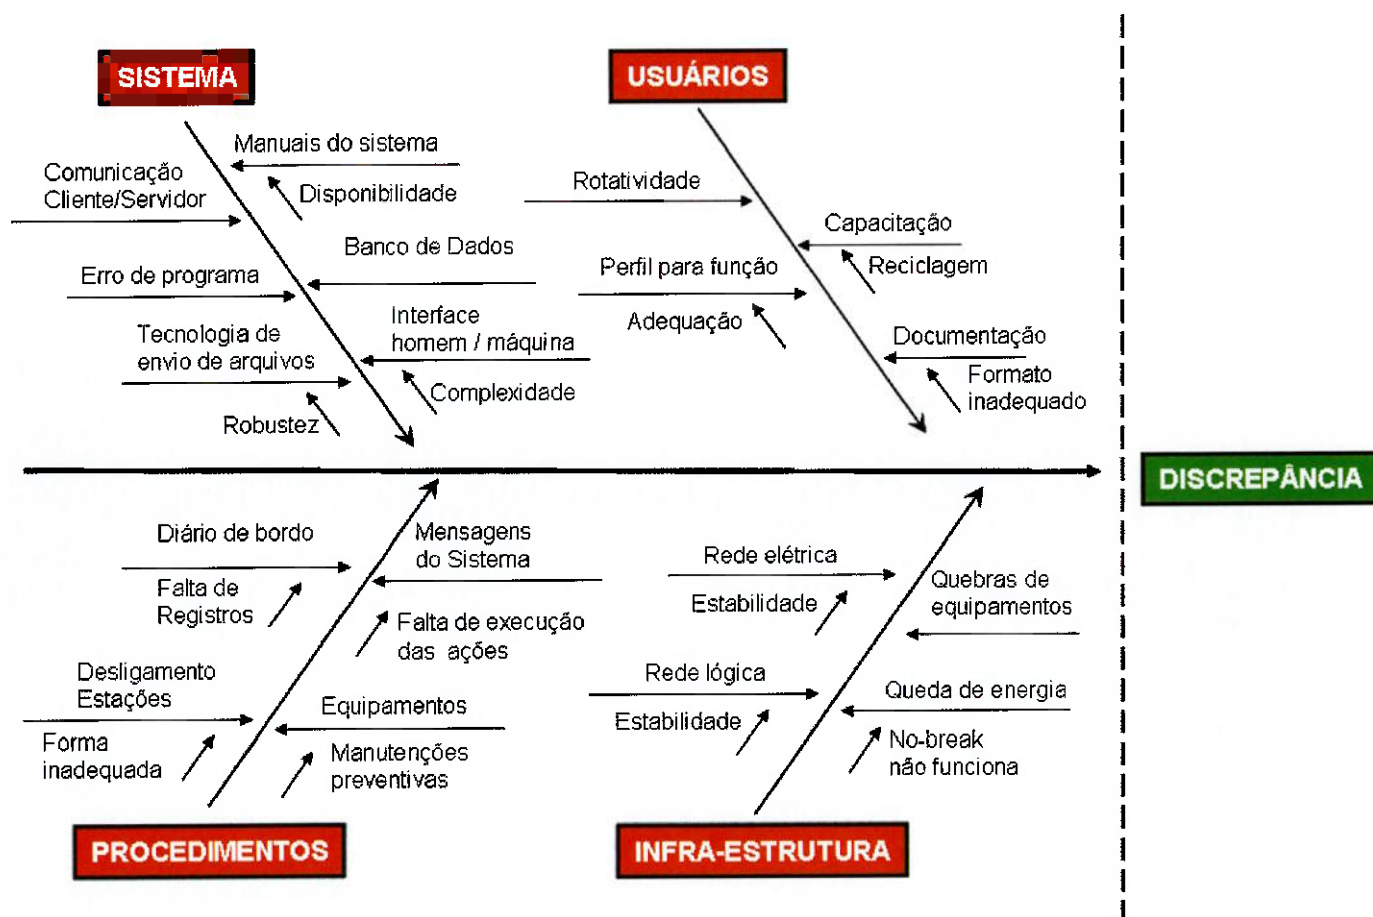 SISTEMA
USUÁRIOS
Manuais do sistema
Comunicação
Cliente/Servidor
Disponibilidade
Banco de Dados
Erro de programa
Interface
homem / máquina
Tecnologia de
envio de arquivos
Complexidade
Robustez
Rotatividade
Capacitação
Reciclagem
Perfil para função
Adequação
Documentação
Formato
inadequado
DISCREPÂNCIA
Diário de bordo
Falta de
Registros
Mensagens
do Sistema
Falta de execução
das ações
Desligamento
Estações
Forma
inadequada
Equipamentos
Manutenções
preventivas
Rede elétrica
Estabilidade
Quebras de
equipamentos
Rede lógica
Estabilidade
Queda de energia
No-break
não funciona
PROCEDIMENTOS
INFRA-ESTRUTURA